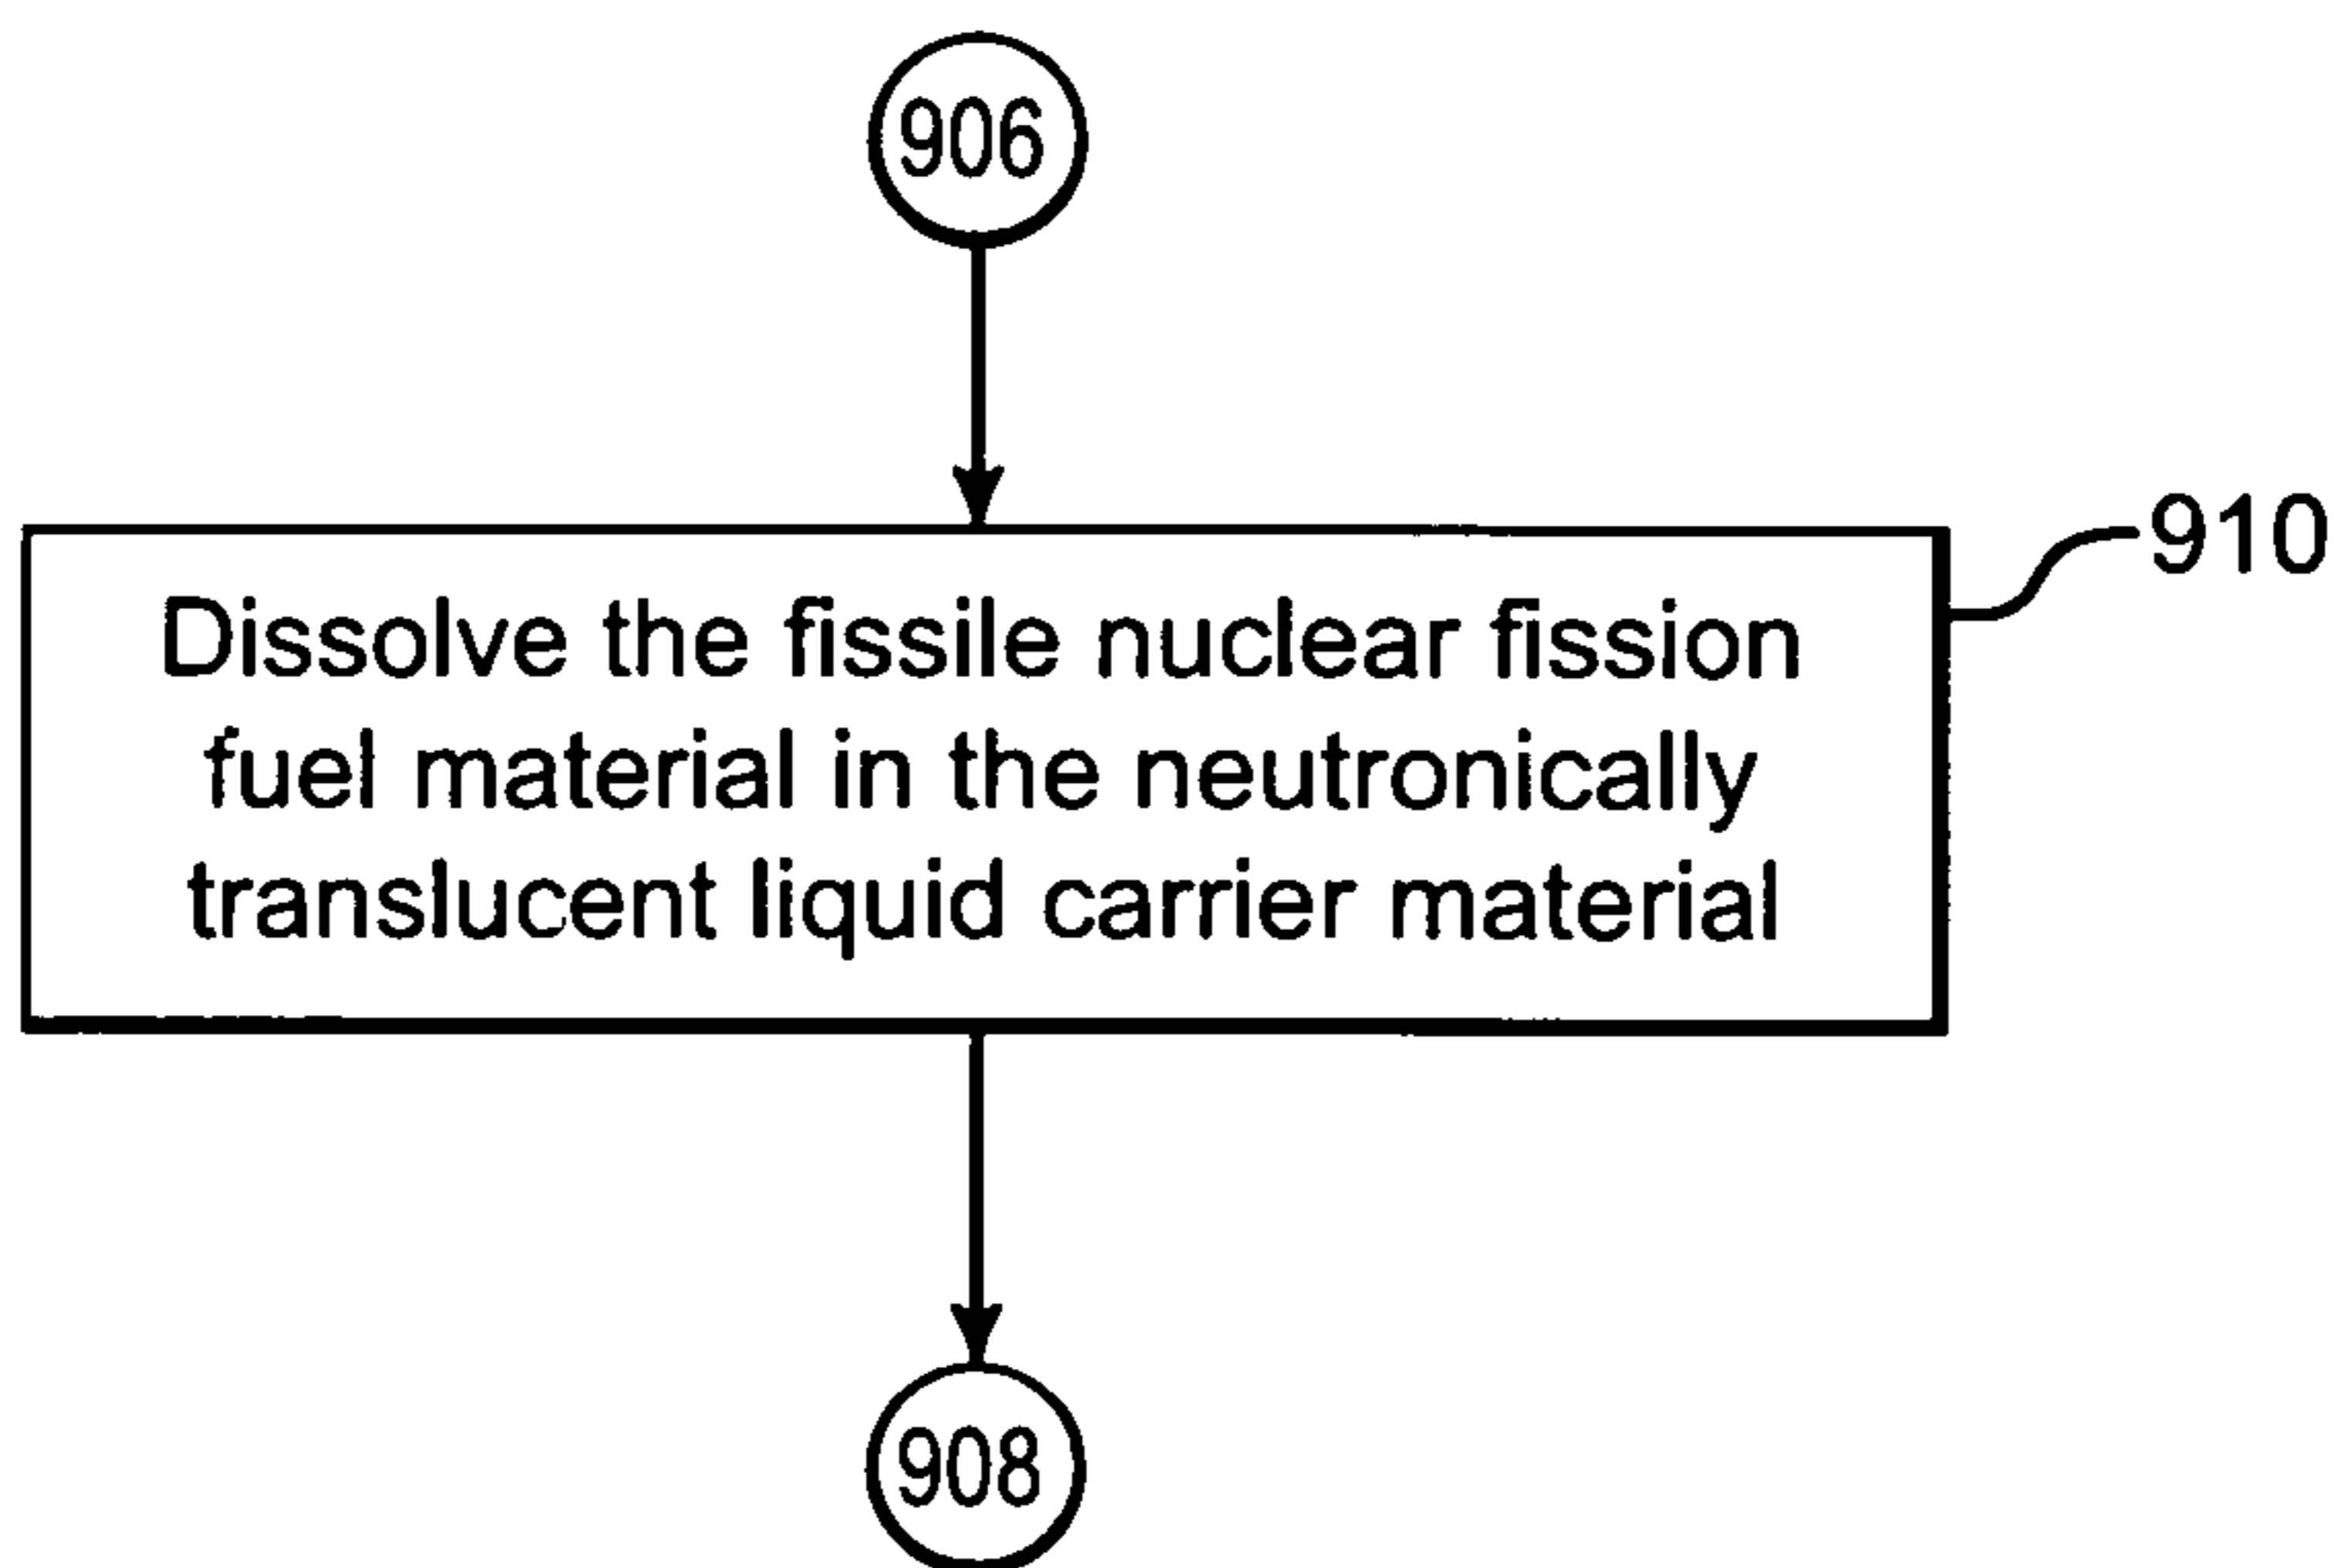 906
910
Dissolve the fissile nuclear fission
fuel material in the neutronically
translucent liquid carrier material
908